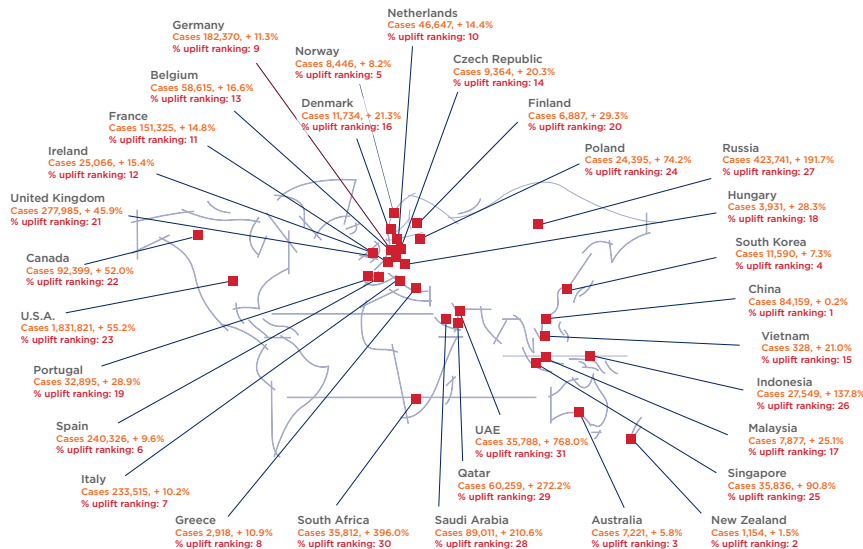 Netherlands
Cases 46,647, + 14.4%
% uplift ranking: 10
Germany
Cases 182,370, + 11.3%
% uplift ranking: 9
Norway
Cases 8,446, + 8.2%
% uplift ranking: 5
Czech Republic
Cases 9,364, + 20.3%
% uplift ranking: 14
Belgium
Cases 58,615, + 16.6%
% uplift ranking: 13
Denmark
Cases 11,734, + 21.3%
% uplift ranking: 16
Finland
Cases 6,887, + 29.3%
% uplift ranking: 20
France
Cases 151,325, + 14.8%
% uplift ranking: 11
Ireland
Cases 25,066, + 15.4%
% uplift ranking: 12
Poland
Cases 24,395, + 74.2%
% uplift ranking: 24
Russia
Cases 423,741, + 191.7%
% uplift ranking: 27
United Kingdom
Cases 277,985, + 45.9%
% uplift ranking: 21
Hungary
Cases 3,931, + 28.3%
% uplift ranking: 18
South Korea
Cases 11,590, + 7.3%
% uplift ranking: 4
Canada
Cases 92,399, + 52.0%
% uplift ranking: 22
China
Cases 84,159, + 0.2%
% uplift ranking: 1
U.S.A.
Cases 1,831,821, + 55.2%
% uplift ranking: 23
Vietnam
Cases 328, + 21.0%
% uplift ranking: 15
Portugal
Cases 32,895, + 28.9%
% uplift ranking: 19
Indonesia
Cases 27,549, + 137.8%
% uplift ranking: 26
Spain
Cases 240,326, + 9.6%
% uplift ranking: 6
UAE
Cases 35,788, + 768.0%
% uplift ranking: 31
Malaysia
Cases 7,877, + 25.1%
% uplift ranking: 17
Italy
Cases 233,515, + 10.2%
% uplift ranking: 7
Qatar
Cases 60,259, + 272.2%
% uplift ranking: 29
Singapore
Cases 35,836, + 90.8%
% uplift ranking: 25
Greece
Cases 2,918, + 10.9%
% uplift ranking: 8
South Africa
Cases 35,812, + 396.0%
% uplift ranking: 30
Saudi Arabia
Cases 89,011, + 210.6%
% uplift ranking: 28
Australia
Cases 7,221, + 5.8%
% uplift ranking: 3
New Zealand
Cases 1,154, + 1.5%
% uplift ranking: 2